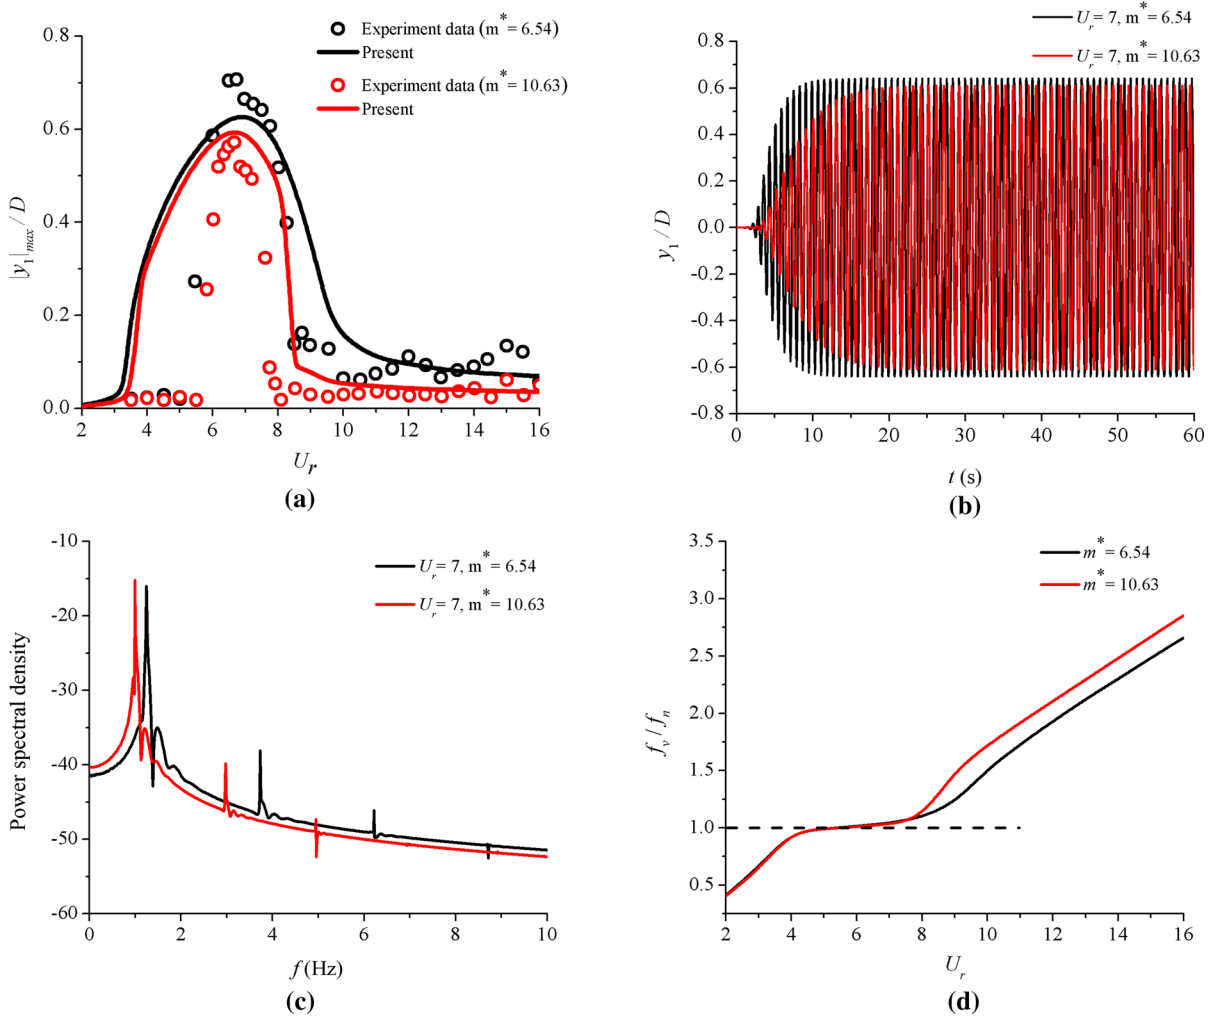 Experiment data (m* = 6.54)
Present
Experiment data (m* = 10.63)
Present
0.8
0.6
0.4
0.2
0.0
|y₁|ₘₐₓ / D
2 4 6 8 10 12 14 16
Uᵣ
(a)
Uᵣ = 7, m* = 6.54
Uᵣ = 7, m* = 10.63
0.8
0.6
0.4
0.2
0.0
-0.2
-0.4
-0.6
-0.8
y₁ / D
0 10 20 30 40 50 60
t (s)
(b)
Uᵣ = 7, m* = 6.54
Uᵣ = 7, m* = 10.63
-10
-20
-30
-40
-50
-60
Power spectral density
0 2 4 6 8 10
f (Hz)
(c)
m* = 6.54
m* = 10.63
3.5
3.0
2.5
2.0
1.5
1.0
0.5
fᵥ / fₙ
2 4 6 8 10 12 14 16
Uᵣ
(d)